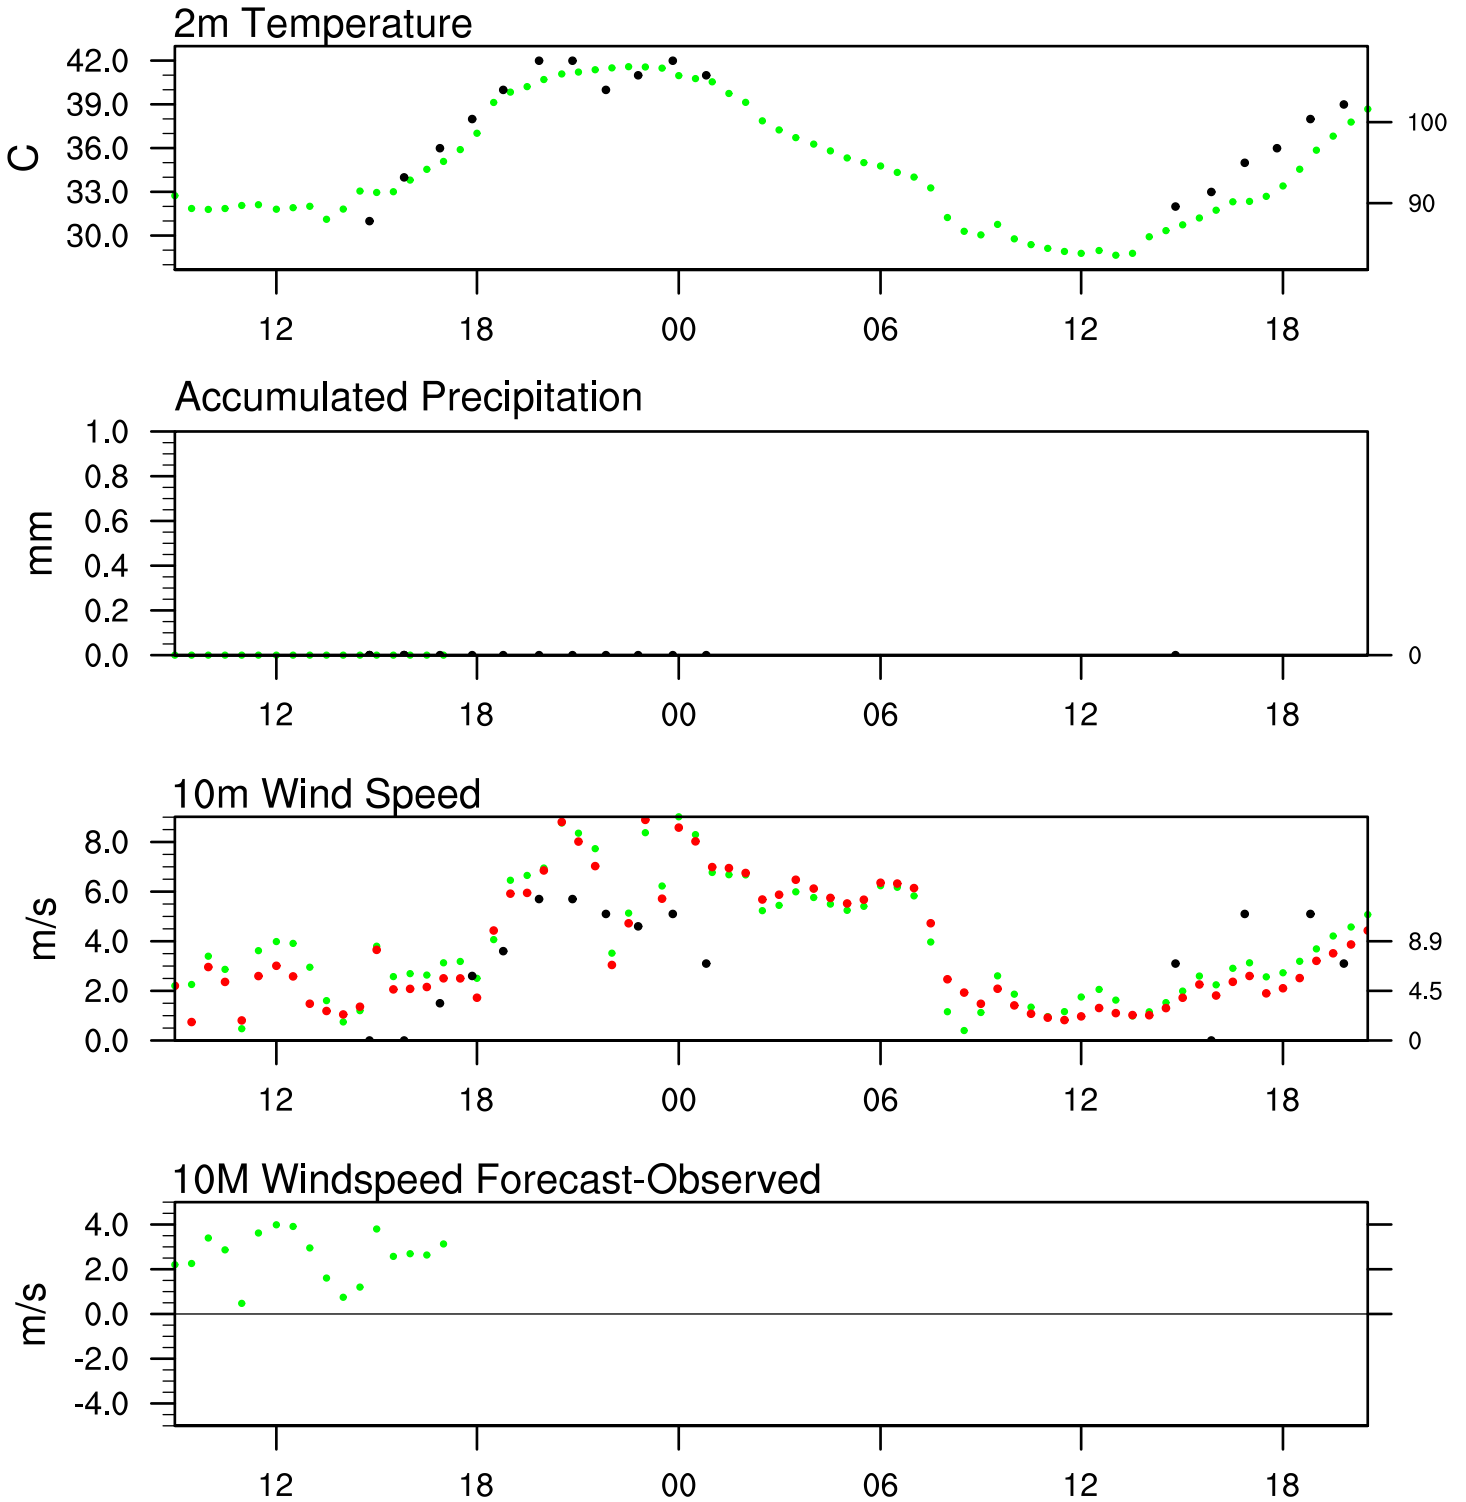 2m Temperature
42.0
39.0
36.0
33.0
30.0
C
100
90
12 18 00 06 12 18
Accumulated Precipitation
1.0
0.8
0.6
0.4
0.2
0.0
mm
0
12 18 00 06 12 18
10m Wind Speed
8.0
6.0
4.0
2.0
0.0
m/s
8.9
4.5
0
12 18 00 06 12 18
10M Windspeed Forecast-Observed
4.0
2.0
0.0
-2.0
-4.0
m/s
12 18 00 06 12 18